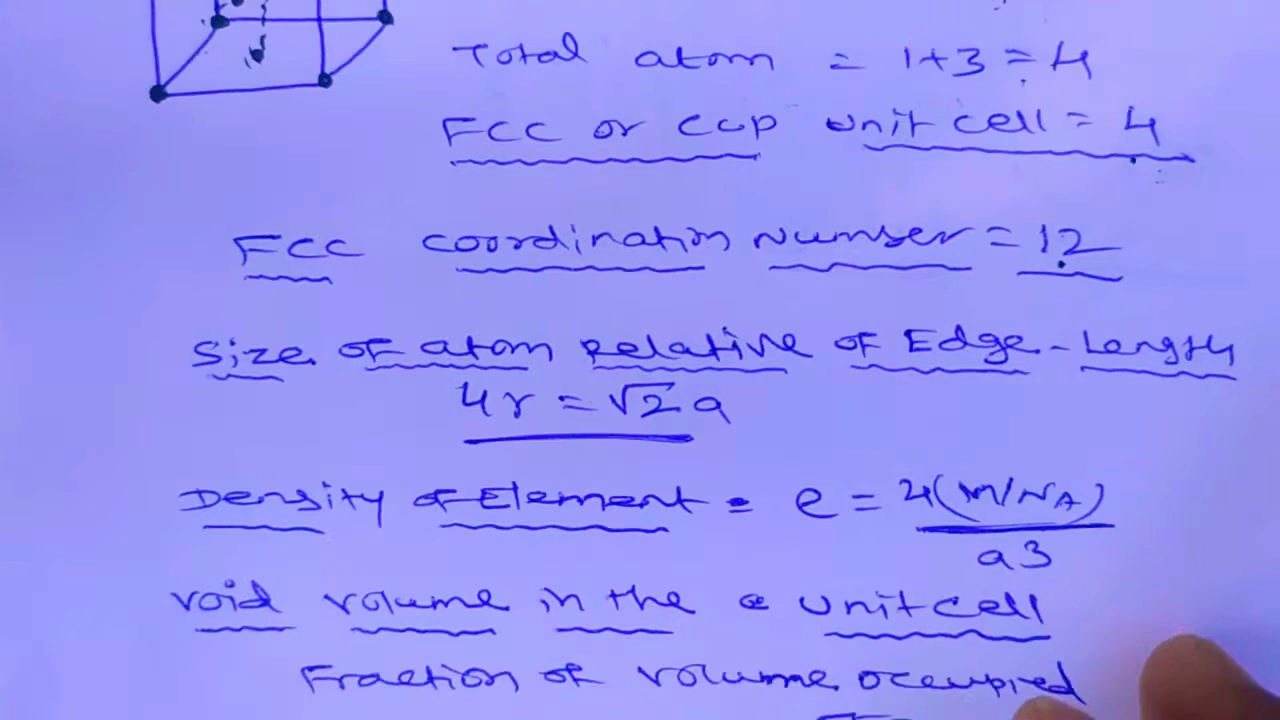 Total atom = 1+3 = 4
FCC or CCP unit cell = 4
FCC coordination Number = 12
Size of atom relative of Edge-Length
4r = √2a
Density of Element = e = 4(M/NA)
a3
void volume in the unit cell
Fraction of volume occupied